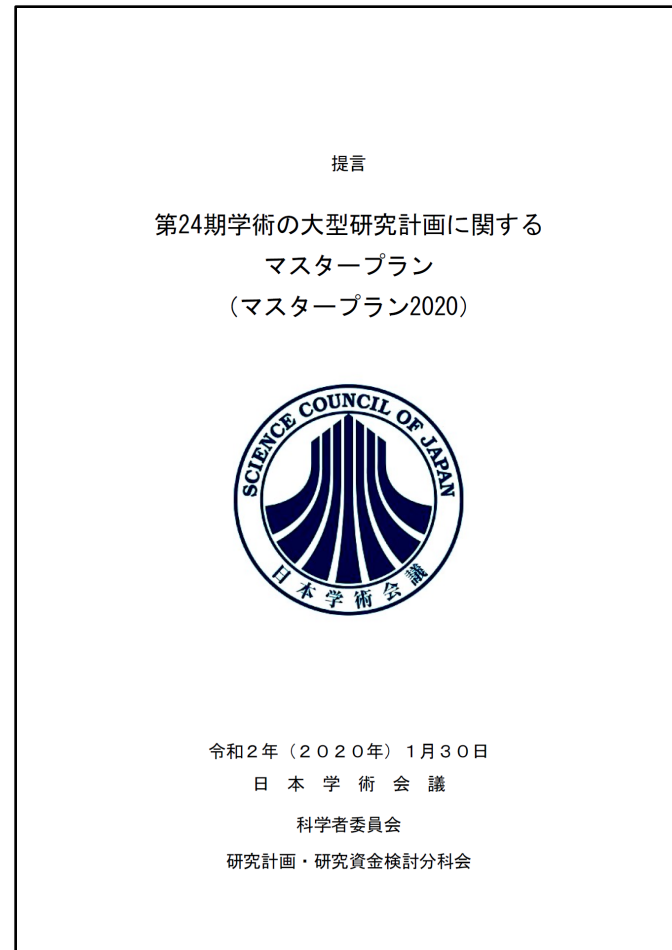 提言
第24期学術の大型研究計画に関する
マスタープラン
（マスタープラン2020）
SCIENCE COUNCIL OF JAPAN
日本学術会議
令和２年（２０２０年）１月３０日
日　本　学　術　会　議
科学者委員会
研究計画・研究資金検討分科会